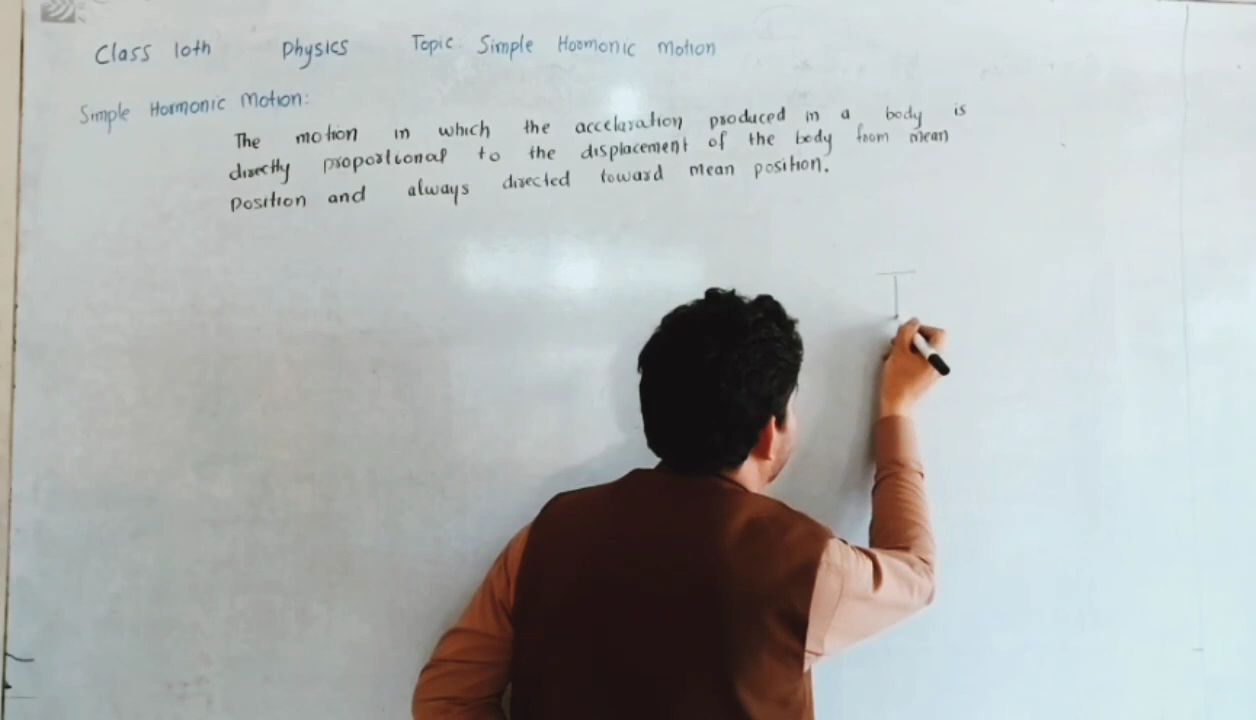 Class 10th Physics Topic: Simple Hormonic Motion
Simple Hormonic Motion:
The motion in which the accelaration produced in a body is
directly proportional to the displacement of the body from mean
position and always directed toward mean position.